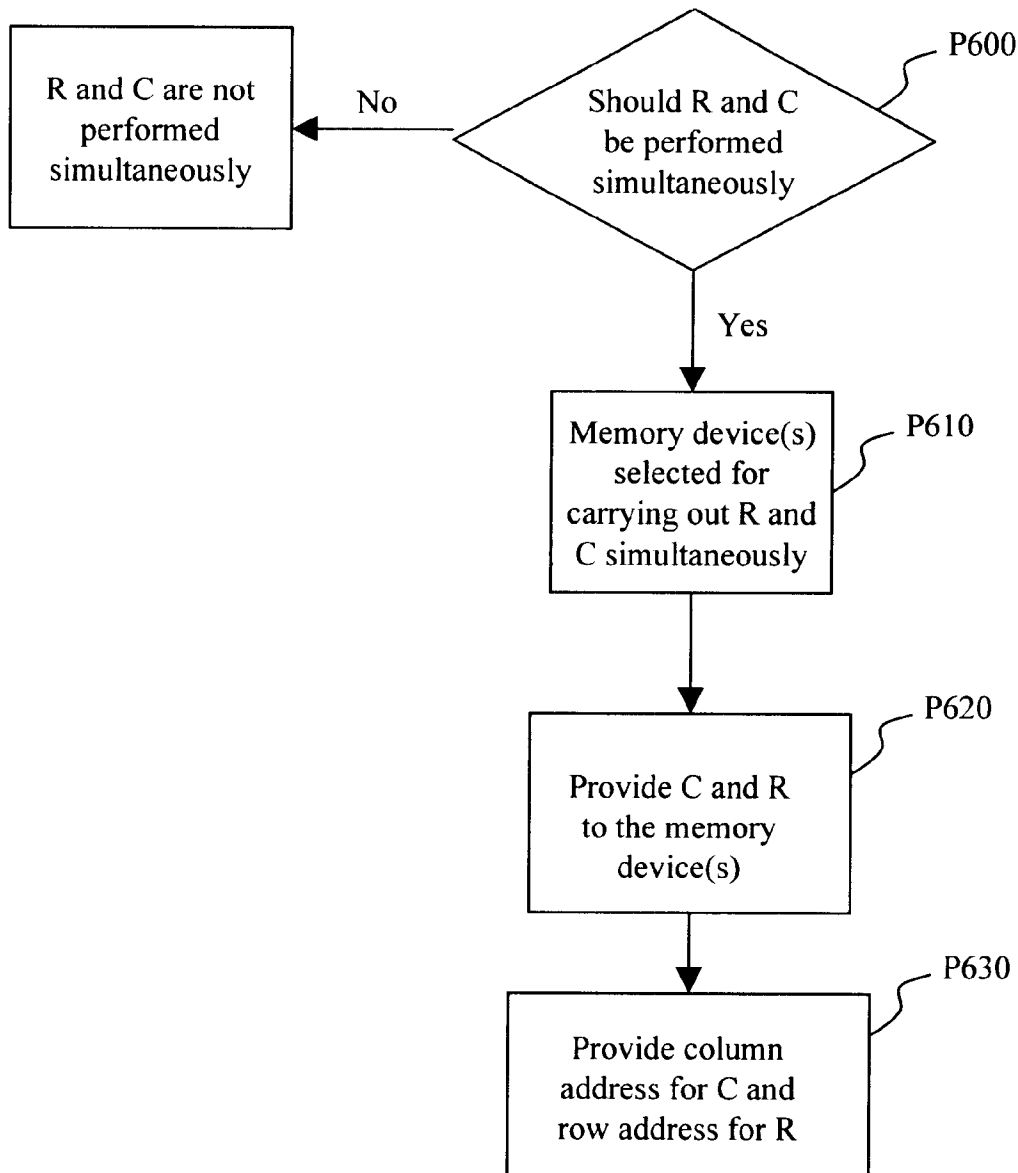 P600
Should R and C
be performed
simultaneously
No
R and C are not
performed
simultaneously
Yes
P610
Memory device(s)
selected for
carrying out R and
C simultaneously
P620
Provide C and R
to the memory
device(s)
P630
Provide column
address for C and
row address for R